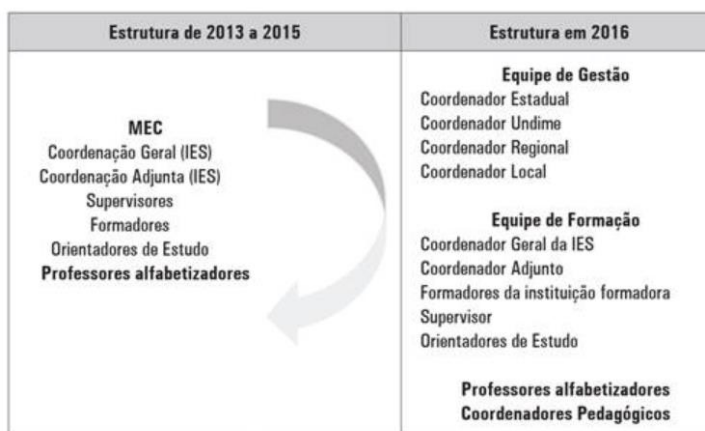 Estrutura de 2013 a 2015
MEC
Coordenação Geral (IES)
Coordenação Adjunta (IES)
Supervisores
Formadores
Orientadores de Estudo
Professores alfabetizadores
Estrutura em 2016
Equipe de Gestão
Coordenador Estadual
Coordenador Undime
Coordenador Regional
Coordenador Local
Equipe de Formação
Coordenador Geral da IES
Coordenador Adjunto
Formadores da instituição formadora
Supervisor
Orientadores de Estudo
Professores alfabetizadores
Coordenadores Pedagógicos